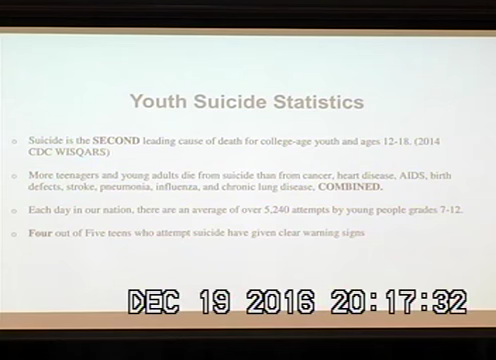 Youth Suicide Statistics
Suicide is the SECOND leading cause of death for college-age youth and ages 12-18. (2014
CDC WISQARS)
More teenagers and young adults die from suicide than from cancer, heart disease, AIDS, birth
defects, stroke, pneumonia, influenza, and chronic lung disease, COMBINED.
Each day in our nation, there are an average of over 5,240 attempts by young people grades 7-12.
Four out of Five teens who attempt suicide have given clear warning signs
DEC 19 2016 20:17:32